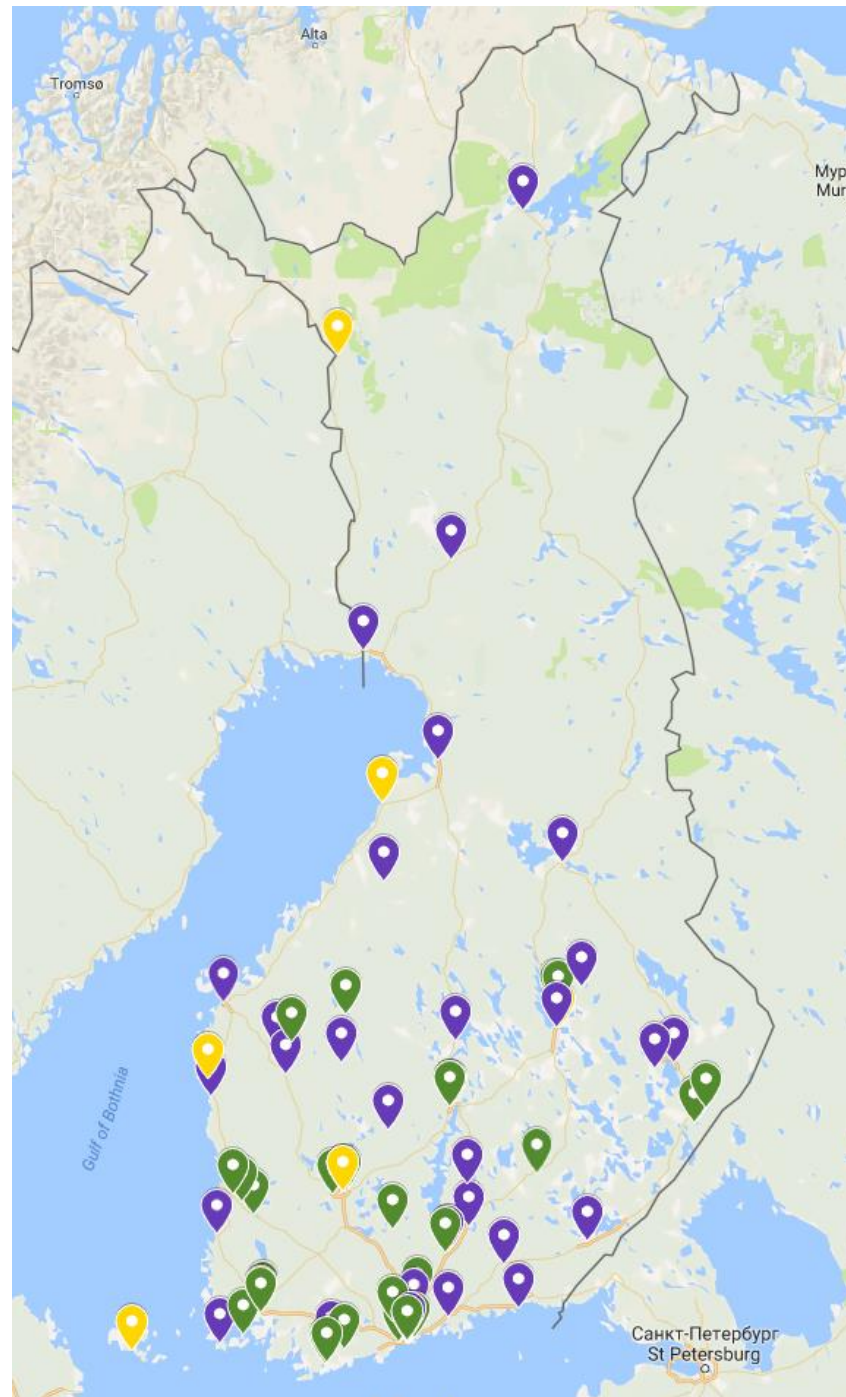 Alta
Tromsø
Мур
Mur
Gulf of Bothnia
Санкт-Петербург
St Petersburg